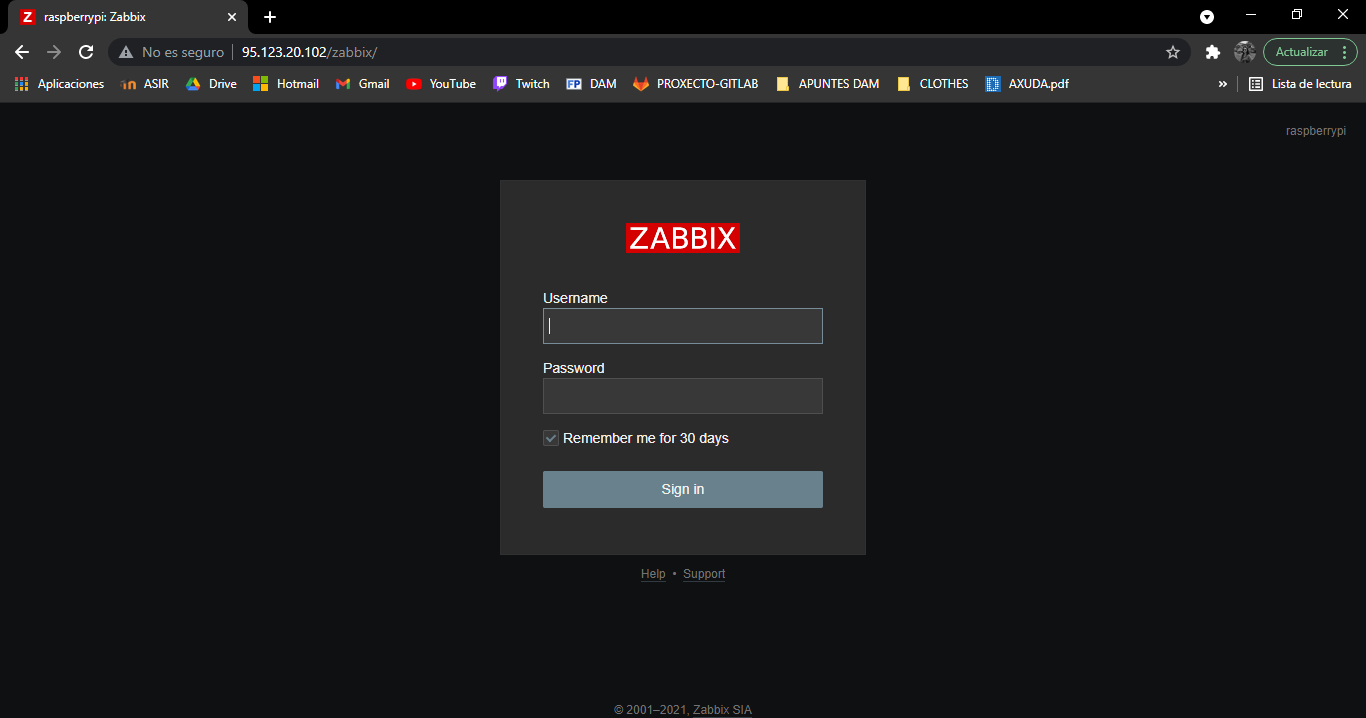 Z raspberrypi: Zabbix
No es seguro 95.123.20.102/zabbix/ Actualizar
Aplicaciones ASIR Drive Hotmail Gmail YouTube Twitch FP DAM PROXECTO-GITLAB APUNTES DAM CLOTHES AXUDA.pdf » Lista de lectura
raspberrypi
ZABBIX
Username
Password
Remember me for 30 days
Sign in
Help • Support
© 2001–2021, Zabbix SIA